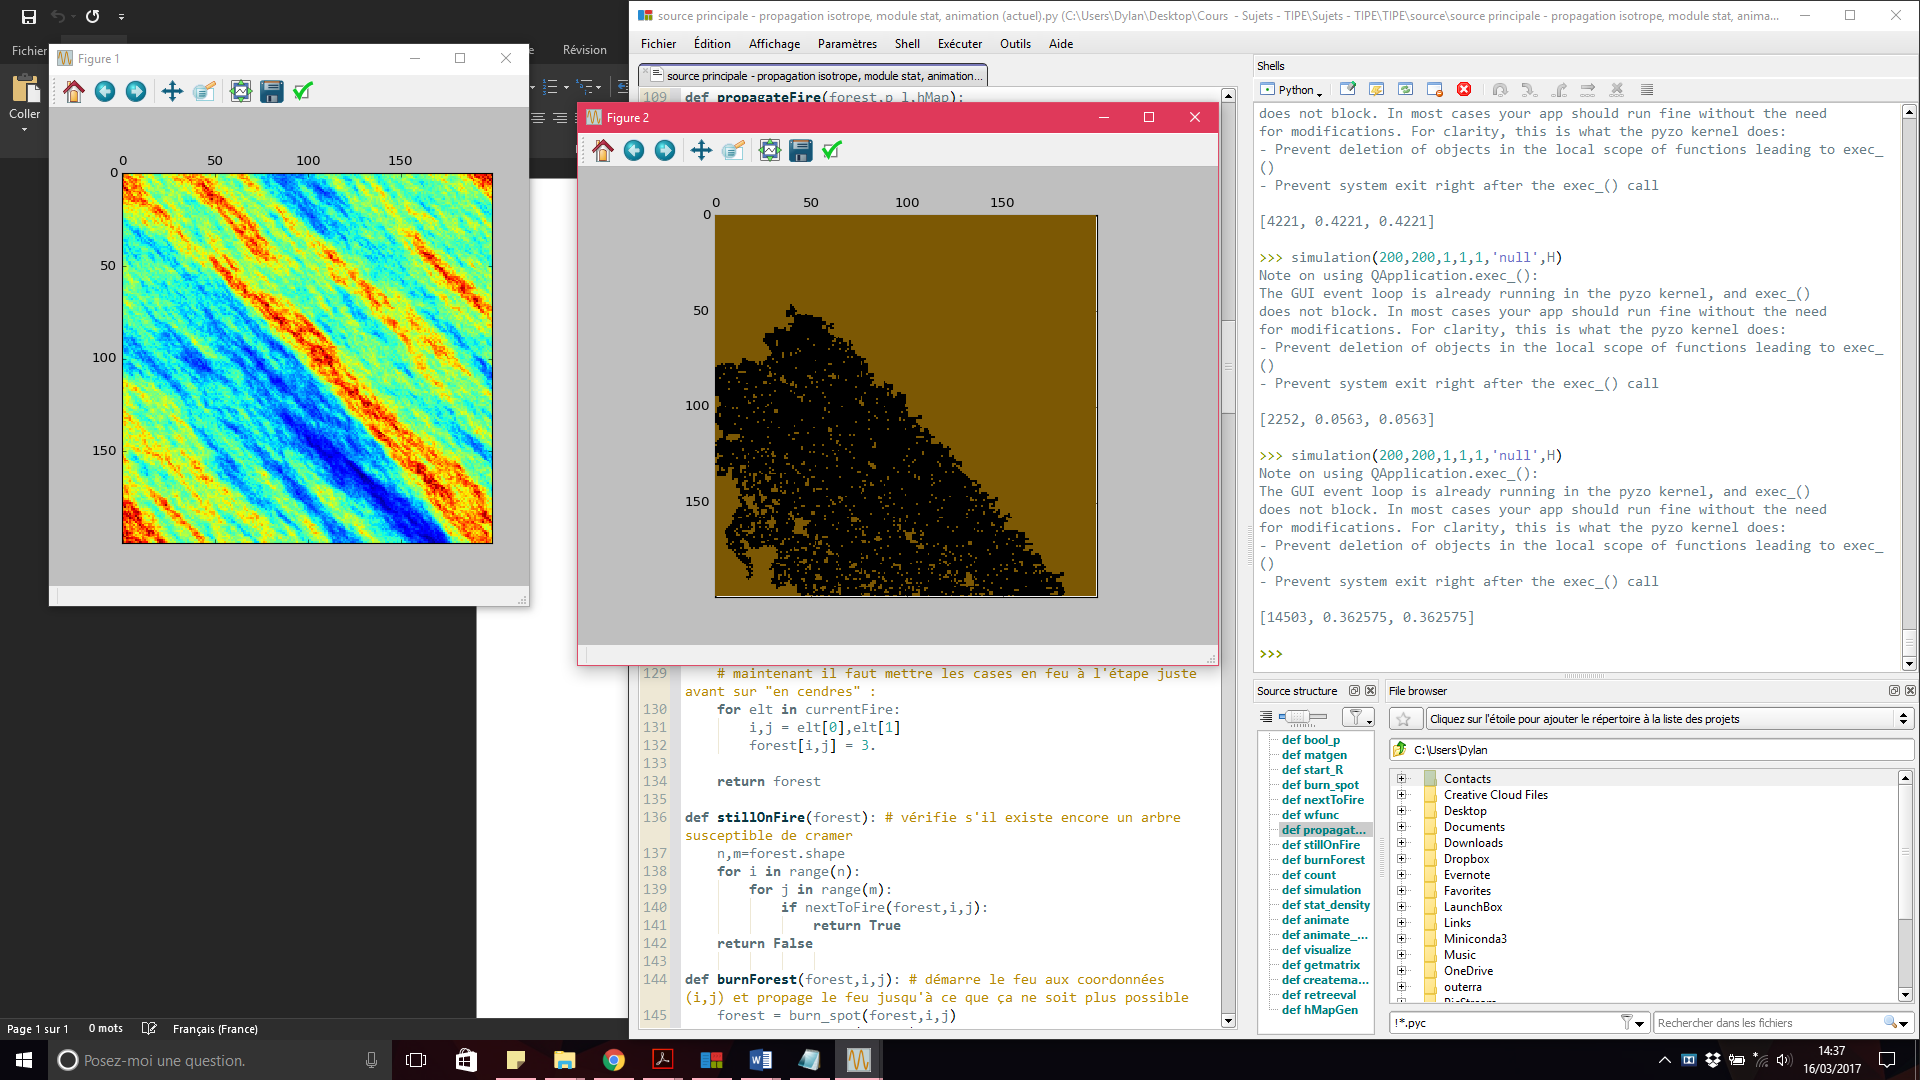 source principale - propagation isotrope, module stat, animation (actuel).py (C:\Users\Dylan\Desktop\Cours - Sujets - TIPE\Sujets - TIPE\TIPE\source\source principale - propagation isotrope, module stat, anima...
Fichier
Révision
Coller
Fichier Édition Affichage Paramètres Shell Exécuter Outils Aide
source principale - propagation isotrope, module stat, animation...
109 def propagateFire(forest,p_l,hMap):
Figure 1
0 50 100 150
0
50
100
150
Figure 2
0 50 100 150
0
50
100
150
129 # maintenant il faut mettre les cases en feu à l'étape juste
avant sur "en cendres" :
130 for elt in currentFire:
131 i,j = elt[0],elt[1]
132 forest[i,j] = 3.
133
134 return forest
135
136 def stillOnFire(forest): # vérifie s'il existe encore un arbre
susceptible de cramer
137 n,m=forest.shape
138 for i in range(n):
139 for j in range(m):
140 if nextToFire(forest,i,j):
141 return True
142 return False
143
144 def burnForest(forest,i,j): # démarre le feu aux coordonnées
(i,j) et propage le feu jusqu'à ce que ça ne soit plus possible
145 forest = burn_spot(forest,i,j)
Shells
Python
does not block. In most cases your app should run fine without the need
for modifications. For clarity, this is what the pyzo kernel does:
- Prevent deletion of objects in the local scope of functions leading to exec_
()
- Prevent system exit right after the exec_() call
[4221, 0.4221, 0.4221]
>>> simulation(200,200,1,1,1,'null',H)
Note on using QApplication.exec_():
The GUI event loop is already running in the pyzo kernel, and exec_()
does not block. In most cases your app should run fine without the need
for modifications. For clarity, this is what the pyzo kernel does:
- Prevent deletion of objects in the local scope of functions leading to exec_
()
- Prevent system exit right after the exec_() call
[2252, 0.0563, 0.0563]
>>> simulation(200,200,1,1,1,'null',H)
Note on using QApplication.exec_():
The GUI event loop is already running in the pyzo kernel, and exec_()
does not block. In most cases your app should run fine without the need
for modifications. For clarity, this is what the pyzo kernel does:
- Prevent deletion of objects in the local scope of functions leading to exec_
()
- Prevent system exit right after the exec_() call
[14503, 0.362575, 0.362575]
>>>
Source structure
def bool_p
def matgen
def start_R
def burn_spot
def nextToFire
def wfunc
def propagat...
def stillOnFire
def burnForest
def count
def simulation
def stat_density
def animate
def animate_...
def visualize
def getmatrix
def createma...
def retreeval
def hMapGen
File browser
Cliquez sur l'étoile pour ajouter le répertoire à la liste des projets
C:\Users\Dylan
Contacts
Creative Cloud Files
Desktop
Documents
Downloads
Dropbox
Evernote
Favorites
LaunchBox
Links
Miniconda3
Music
OneDrive
outerra
!*.pyc
Rechercher dans les fichiers
Page 1 sur 1 0 mots Français (France)
Posez-moi une question.
14:37
16/03/2017